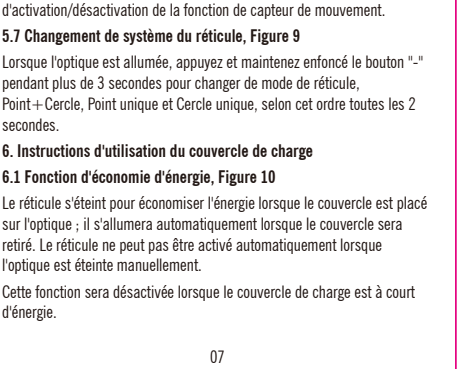 d'activation/désactivation de la fonction de capteur de mouvement.
5.7 Changement de système du réticule, Figure 9
Lorsque l'optique est allumée, appuyez et maintenez enfoncé le bouton "-"
pendant plus de 3 secondes pour changer de mode de réticule,
Point+Cercle, Point unique et Cercle unique, selon cet ordre toutes les 2
secondes.
6. Instructions d'utilisation du couvercle de charge
6.1 Fonction d'économie d'énergie, Figure 10
Le réticule s'éteint pour économiser l'énergie lorsque le couvercle est placé
sur l'optique ; il s'allumera automatiquement lorsque le couvercle sera
retiré. Le réticule ne peut pas être activé automatiquement lorsque
l'optique est éteinte manuellement.
Cette fonction sera désactivée lorsque le couvercle de charge est à court
d'énergie.
07